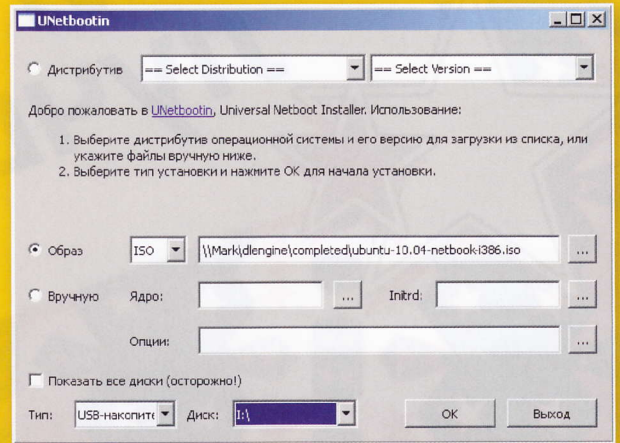 UNetbootin
Дистрибутив == Select Distribution == == Select Version ==
Добро пожаловать в UNetbootin, Universal Netboot Installer. Использование:
1. Выберите дистрибутив операционной системы и его версию для загрузки из списка, или
укажите файлы вручную ниже.
2. Выберите тип установки и нажмите ОК для начала установки.
Образ ISO \\Mark\dlengine\completed\ubuntu-10.04-netbook-i386.iso ...
Вручную Ядро: ... Initrd: ...
Опции: ...
Показать все диски (осторожно!)
Тип: USB-накопите Диск: I:\ OK Выход